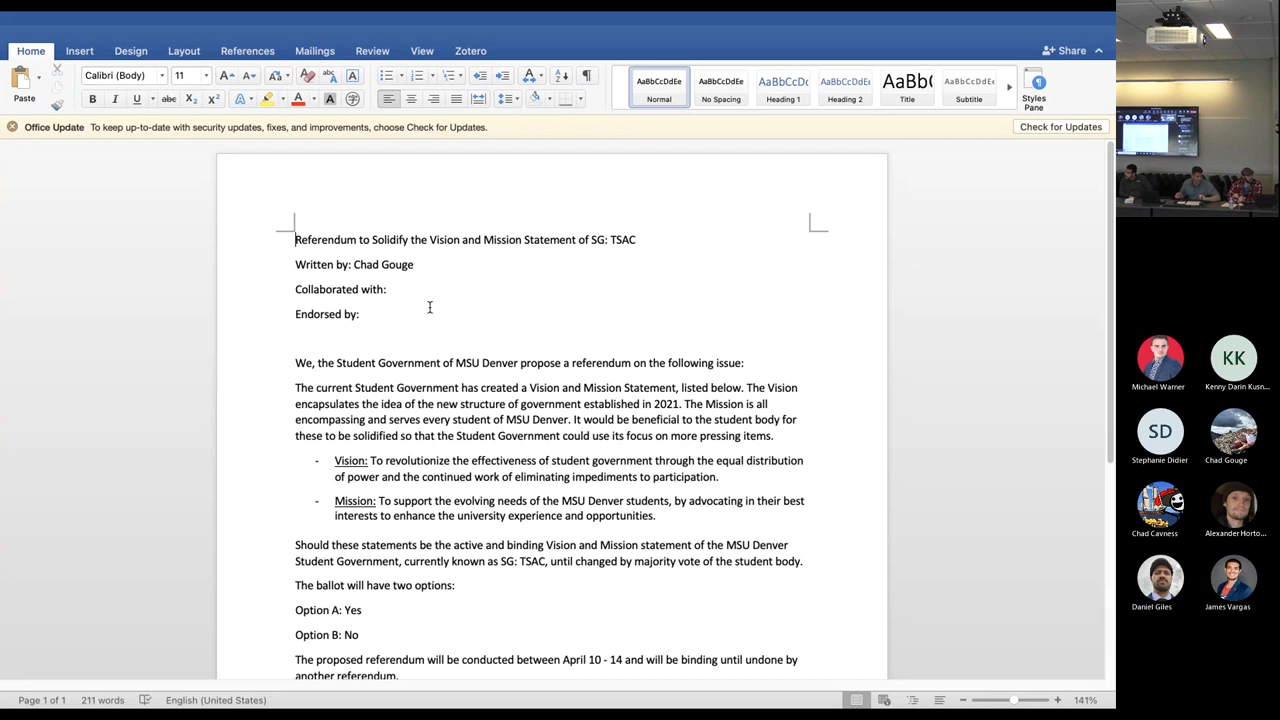 Home Insert Design Layout References Mailings Review View Zotero Share
Calibri (Body) 11 AaBbCcDdEe AaBbCcDdEe AaBbCcDc AaBbCcDdEe AaBb( AaBbCcDdEe
Paste Normal No Spacing Heading 1 Heading 2 Title Subtitle Styles Pane
Office Update To keep up-to-date with security updates, fixes, and improvements, choose Check for Updates. Check for Updates
Referendum to Solidify the Vision and Mission Statement of SG: TSAC
Written by: Chad Gouge
Collaborated with:
Endorsed by:
We, the Student Government of MSU Denver propose a referendum on the following issue:
The current Student Government has created a Vision and Mission Statement, listed below. The Vision
encapsulates the idea of the new structure of government established in 2021. The Mission is all
encompassing and serves every student of MSU Denver. It would be beneficial to the student body for
these to be solidified so that the Student Government could use its focus on more pressing items.
- Vision: To revolutionize the effectiveness of student government through the equal distribution
of power and the continued work of eliminating impediments to participation.
- Mission: To support the evolving needs of the MSU Denver students, by advocating in their best
interests to enhance the university experience and opportunities.
Should these statements be the active and binding Vision and Mission statement of the MSU Denver
Student Government, currently known as SG: TSAC, until changed by majority vote of the student body.
The ballot will have two options:
Option A: Yes
Option B: No
The proposed referendum will be conducted between April 10 - 14 and will be binding until undone by
another referendum.
Page 1 of 1 211 words English (United States) 141%
KK
Michael Warner Kenny Darin Kusn...
SD
Stephanie Didier Chad Gouge
Chad Cavness Alexander Horto...
Daniel Giles James Vargas